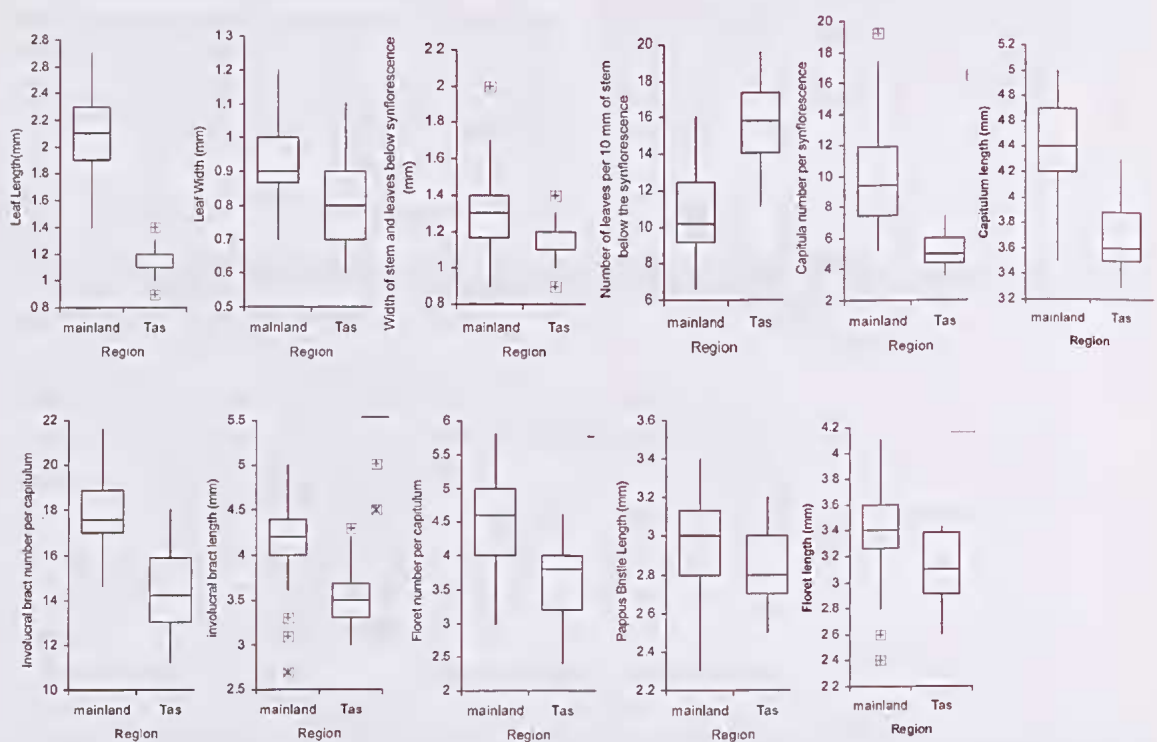 Leaf Length(mm)
2.8
2.6
2.4
2.2
2
1.8
1.6
1.4
1.2
1
0.8
mainland Tas
Region
Leaf Width (mm)
1.3
1.2
1.1
1
0.9
0.8
0.7
0.6
0.5
mainland Tas
Region
Width of stem and leaves below synflorescence
(mm)
2.2
2
1.8
1.6
1.4
1.2
1
0.8
mainland Tas
Region
Number of leaves per 10 mm of stem
below the synflorescence
20
18
16
14
12
10
8
6
mainland Tas
Region
Capitula number per synflorescence
20
18
16
14
12
10
8
6
4
2
mainland Tas
Region
Capitulum length (mm)
5.2
4.8
4.4
4
3.6
3.2
mainland Tas
Region
Involucral bract number per capitulum
22
20
18
16
14
12
10
mainland Tas
Region
involucral bract length (mm)
5.5
5
4.5
4
3.5
3
2.5
mainland Tas
Region
Floret number per capitulum
6
5.5
5
4.5
4
3.5
3
2.5
2
mainland Tas
Region
Pappus Bristle Length (mm)
3.6
3.4
3.2
3
2.8
2.6
2.4
2.2
mainland Tas
Region
Floret length (mm)
4.2
4
3.8
3.6
3.4
3.2
3
2.8
2.6
2.4
2 2
mainland Tas
Region